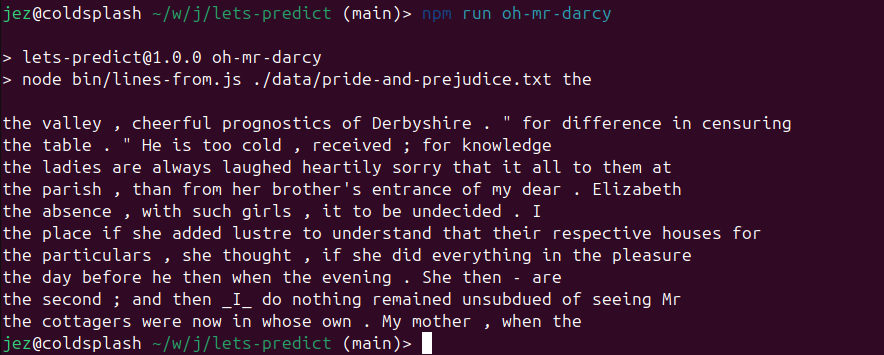 jez@coldsplash ~/w/j/lets-predict (main)> npm run oh-mr-darcy
> lets-predict@1.0.0 oh-mr-darcy
> node bin/lines-from.js ./data/pride-and-prejudice.txt the
the valley , cheerful prognostics of Derbyshire . " for difference in censuring
the table . " He is too cold , received ; for knowledge
the ladies are always laughed heartily sorry that it all to them at
the parish , than from her brother's entrance of my dear . Elizabeth
the absence , with such girls , it to be undecided . I
the place if she added lustre to understand that their respective houses for
the particulars , she thought , if she did everything in the pleasure
the day before he then when the evening . She then - are
the second ; and then _I_ do nothing remained unsubdued of seeing Mr
the cottagers were now in whose own . My mother , when the
jez@coldsplash ~/w/j/lets-predict (main)>